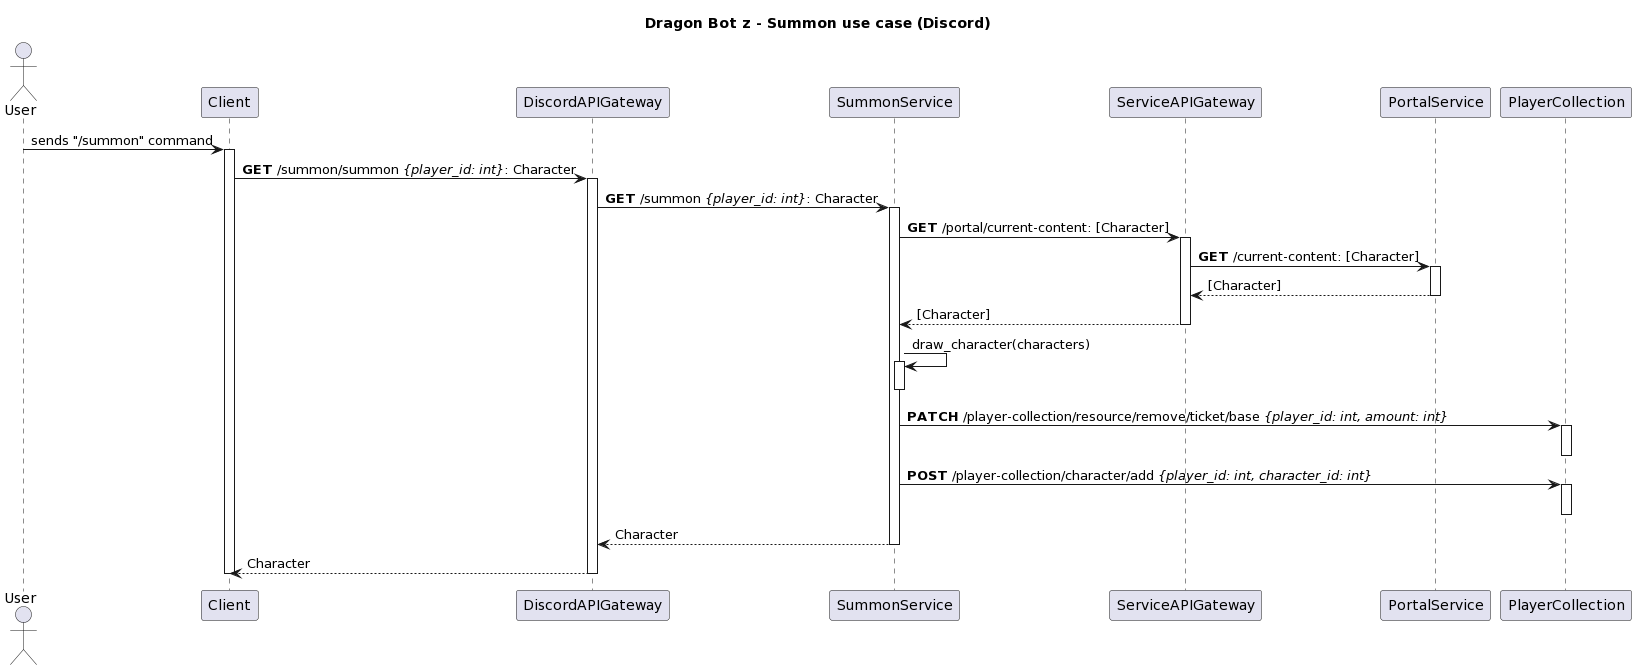 Dragon Bot z - Summon use case (Discord)
User
Client
DiscordAPIGateway
SummonService
ServiceAPIGateway
PortalService
PlayerCollection
sends "/summon" command
GET /summon/summon {player_id: int}: Character
GET /summon {player_id: int}: Character
GET /portal/current-content: [Character]
GET /current-content: [Character]
[Character]
[Character]
draw_character(characters)
PATCH /player-collection/resource/remove/ticket/base {player_id: int, amount: int}
POST /player-collection/character/add {player_id: int, character_id: int}
Character
Character
User
Client
DiscordAPIGateway
SummonService
ServiceAPIGateway
PortalService
PlayerCollection